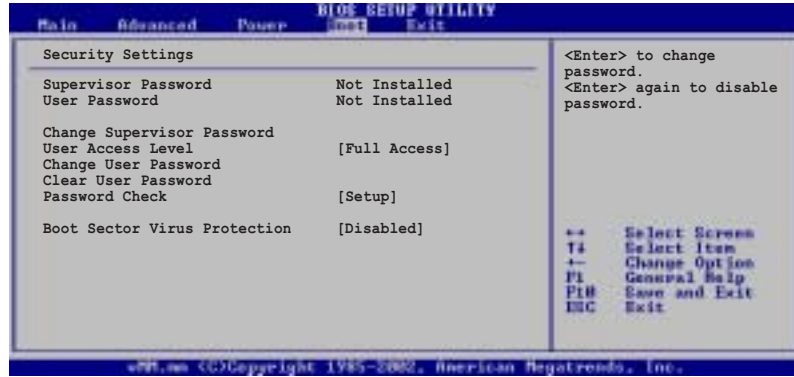 BIOS SETUP UTILITY
Main Advanced Power Boot Exit
Security Settings
Supervisor Password Not Installed
User Password Not Installed
Change Supervisor Password
User Access Level [Full Access]
Change User Password
Clear User Password
Password Check [Setup]
Boot Sector Virus Protection [Disabled]
<Enter> to change
password.
<Enter> again to disable
password.
←→ Select Screen
↑↓ Select Item
+- Change Option
F1 General Help
F10 Save and Exit
ESC Exit
(C)Copyright 1985-2002, American Megatrends, Inc.